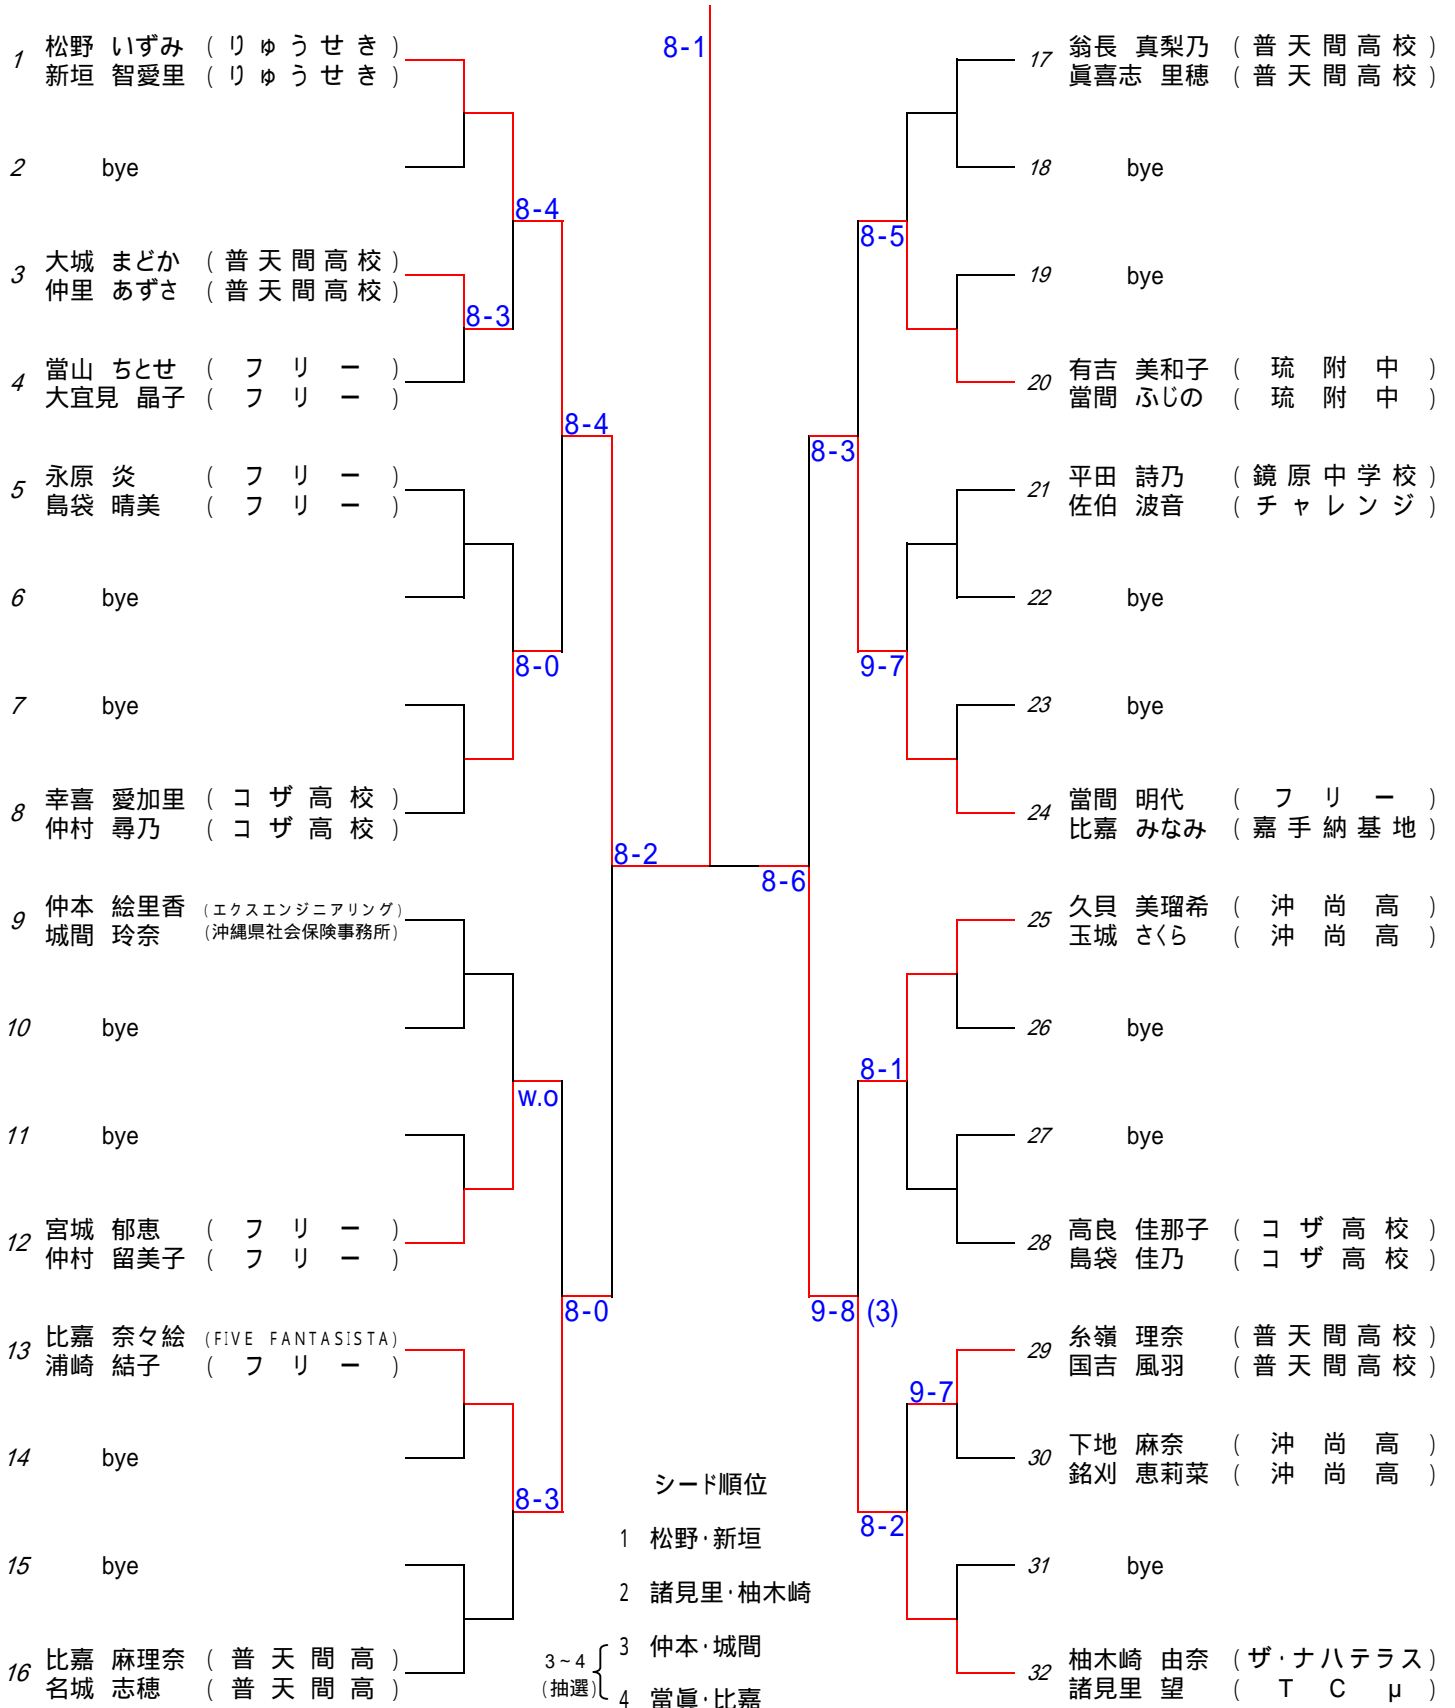 8-1
1 松野 いずみ (りゅうせき)
新垣 智愛里 (りゅうせき)
2 bye
8-4
3 大城 まどか (普天間高校)
仲里 あずさ (普天間高校)
8-3
4 當山 ちとせ (フリー)
大宜見 晶子 (フリー)
8-4
5 永原 炎 (フリー)
島袋 晴美 (フリー)
6 bye
8-0
7 bye
8 幸喜 愛加里 (コザ高校)
仲村 尋乃 (コザ高校)
8-2
9 仲本 絵里香 (エクスエンジニアリング)
城間 玲奈 (沖縄県社会保険事務所)
10 bye
w.o
11 bye
12 宮城 郁恵 (フリー)
仲村 留美子 (フリー)
8-0
13 比嘉 奈々絵 (FIVE FANTASISTA)
浦崎 結子 (フリー)
14 bye
8-3
15 bye
16 比嘉 麻理奈 (普天間高)
名城 志穂 (普天間高)
17 翁長 真梨乃 (普天間高校)
眞喜志 里穂 (普天間高校)
18 bye
8-5
19 bye
20 有吉 美和子 (琉附中)
當間 ふじの (琉附中)
8-3
21 平田 詩乃 (鏡原中学校)
佐伯 波音 (チャレンジ)
22 bye
9-7
23 bye
24 當間 明代 (フリー)
比嘉 みなみ (嘉手納基地)
8-6
25 久貝 美瑠希 (沖尚高)
玉城 さくら (沖尚高)
26 bye
8-1
27 bye
28 高良 佳那子 (コザ高校)
島袋 佳乃 (コザ高校)
9-8 (3)
29 糸嶺 理奈 (普天間高校)
国吉 風羽 (普天間高校)
9-7
30 下地 麻奈 (沖尚高)
銘刈 恵莉菜 (沖尚高)
8-2
31 bye
32 柚木崎 由奈 (ザ・ナハテラス)
諸見里 望 (TCμ)
シード順位
1 松野・新垣
2 諸見里・柚木崎
3~4
(抽選)
3 仲本・城間
4 當眞・比嘉